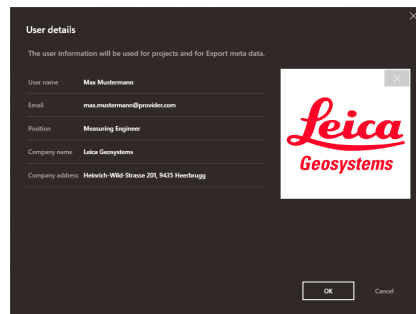 User details
The user information will be used for projects and for Export meta data.
User name Max Mustermann
Email max.mustermann@provider.com
Position Measuring Engineer
Company name Leica Geosystems
Company address Heinrich-Wild-Strasse 201, 9435 Heerbrugg
Leica
Geosystems
OK Cancel